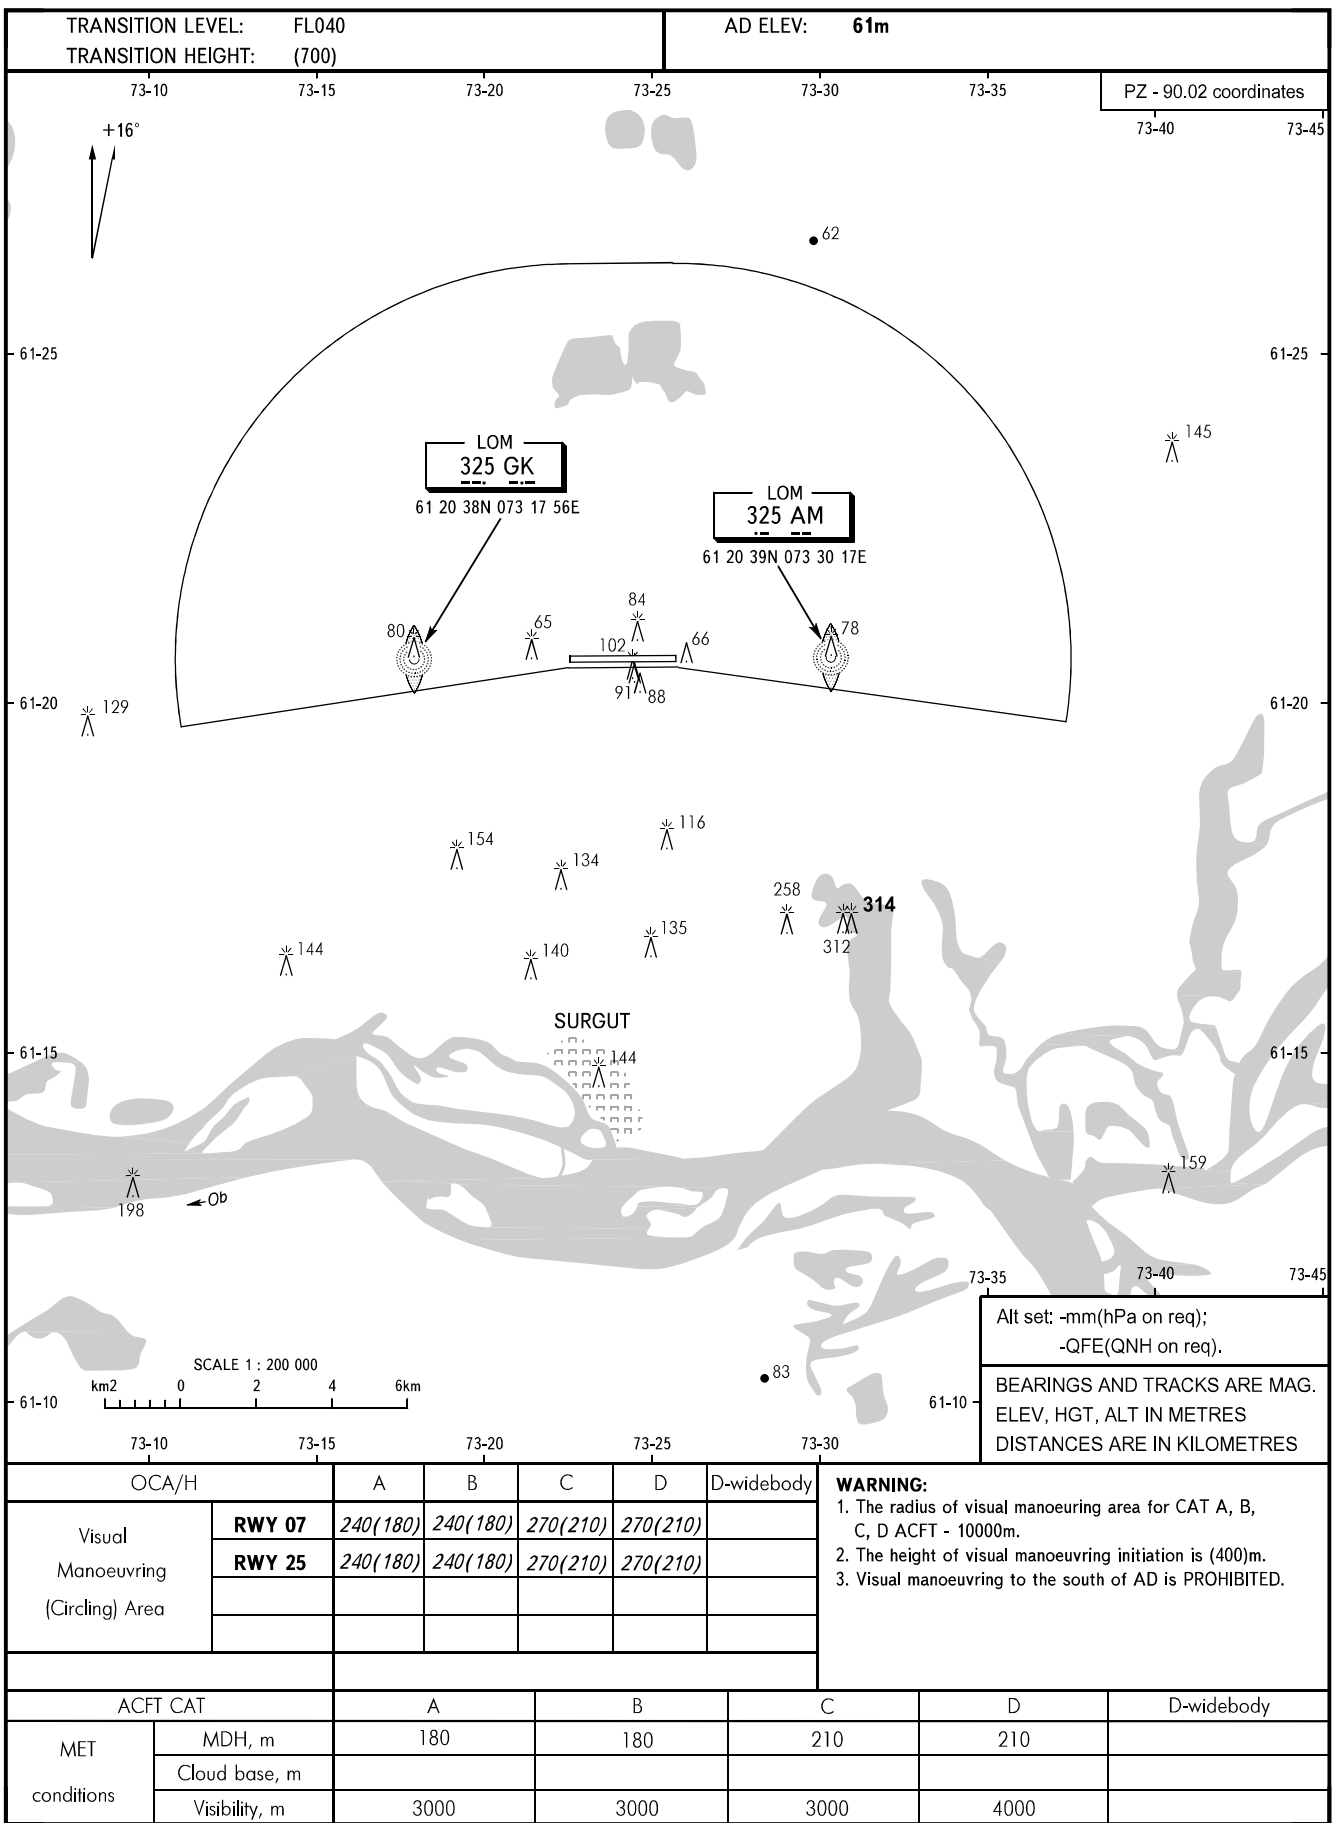 TRANSITION LEVEL: FL040
AD ELEV: 61m
TRANSITION HEIGHT: (700)
73-10 73-15 73-20 73-25 73-30 73-35
PZ - 90.02 coordinates
73-40 73-45
+16°
62
61-25 61-25
145
LOM
325 GK
61 20 38N 073 17 56E
LOM
325 AM
61 20 39N 073 30 17E
84
80 65 78
102 66
91 88
61-20 61-20
129
116
154
134
258
314
135
312
144 140
SURGUT
61-15 144 61-15
159
198
Ob
73-35 73-40 73-45
Alt set: -mm(hPa on req);
-QFE(QNH on req).
SCALE 1 : 200 000
km2 0 2 4 6km
83
61-10 61-10
BEARINGS AND TRACKS ARE MAG.
ELEV, HGT, ALT IN METRES
DISTANCES ARE IN KILOMETRES
73-10 73-15 73-20 73-25 73-30
OCA/H A B C D D-widebody
Visual
Manoeuvring
(Circling) Area
RWY 07 240(180) 240(180) 270(210) 270(210)
RWY 25 240(180) 240(180) 270(210) 270(210)
WARNING:
1. The radius of visual manoeuring area for CAT A, B,
C, D ACFT - 10000m.
2. The height of visual manoeuvring initiation is (400)m.
3. Visual manoeuvring to the south of AD is PROHIBITED.
ACFT CAT A B C D D-widebody
MET
conditions
MDH, m 180 180 210 210
Cloud base, m
Visibility, m 3000 3000 3000 4000